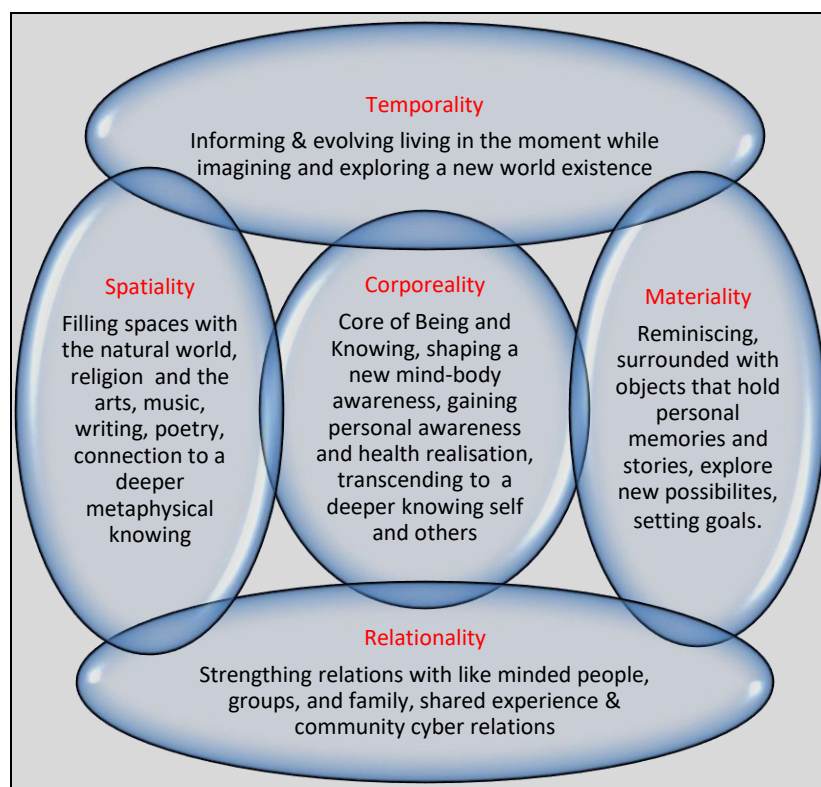 Temporality
Informing & evolving living in the moment while
imagining and exploring a new world existence
Spatiality
Filling spaces with
the natural world,
religion and the
arts, music,
writing, poetry,
connection to a
deeper
metaphysical
knowing
Corporeality
Core of Being and
Knowing, shaping a
new mind-body
awareness, gaining
personal awareness
and health realisation,
transcending to a
deeper knowing self
and others
Materiality
Reminiscing,
surrounded with
objects that hold
personal
memories and
stories, explore
new possibilites,
setting goals.
Relationality
Strengthing relations with like minded people,
groups, and family, shared experience &
community cyber relations